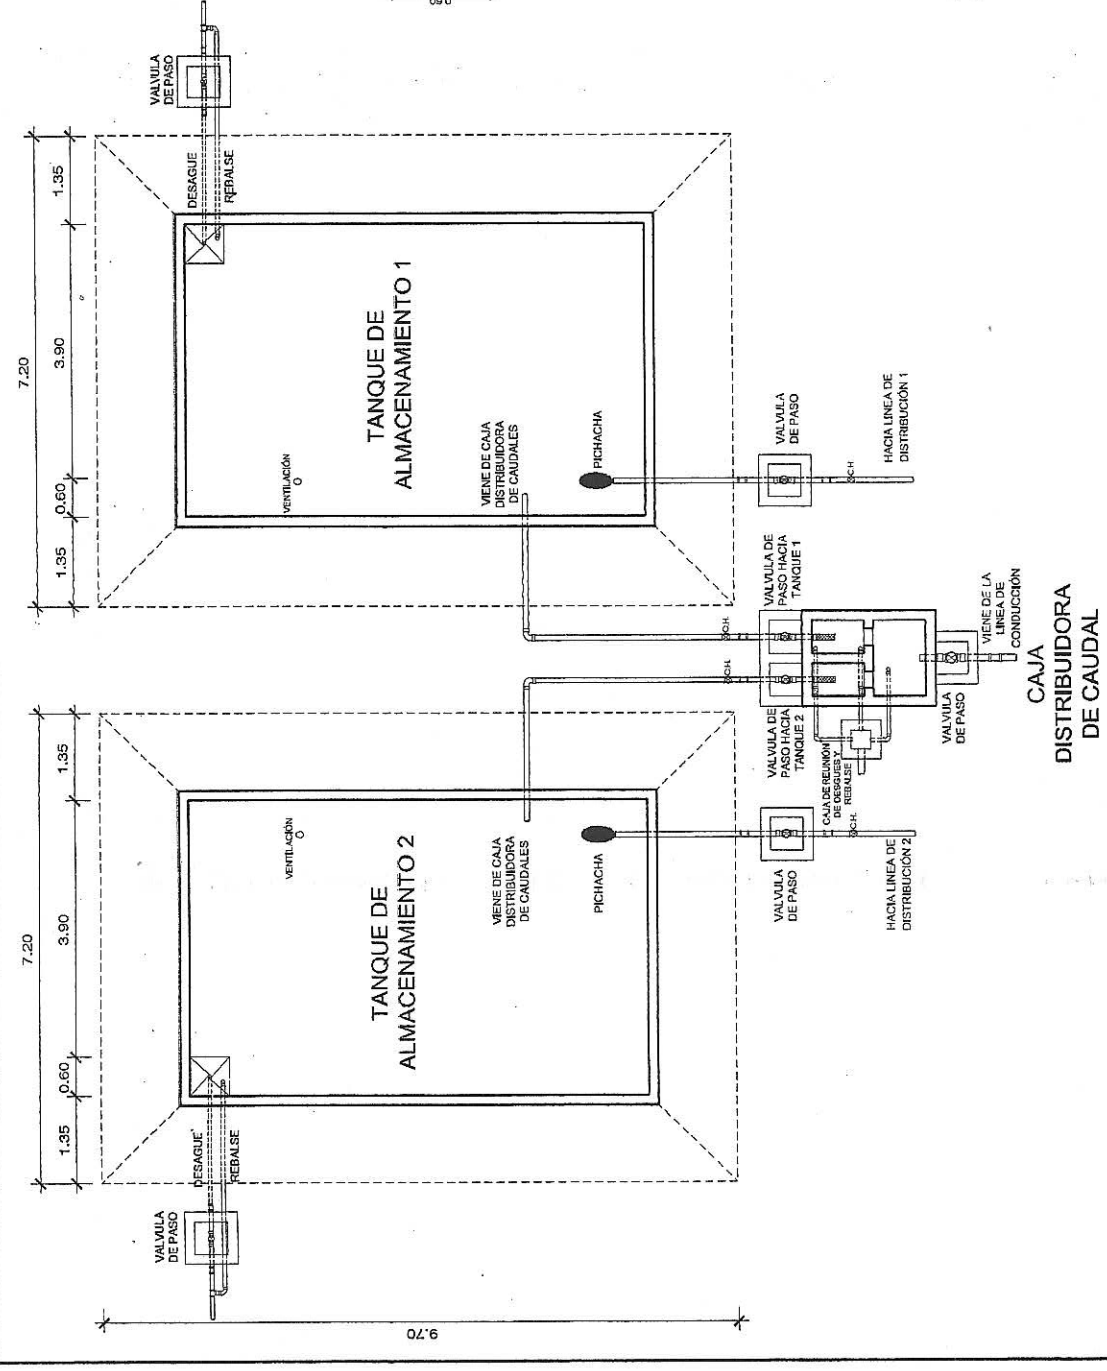 0.50
VALVULA
DE PASO
DESAGUE
REBALSE
7.20
1.35
3.90
0.60
1.35
TANQUE DE
ALMACENAMIENTO 1
VENTILACIÓN
VIENE DE CAJA
DISTRIBUIDORA
DE CAUDALES
PICHACHA
VALVULA
DE PASO
C.H.
HACIA LINEA DE
DISTRIBUCIÓN 1
VALVULA DE
PASO HACIA
TANQUE 1
C.H.
C.H.
VALVULA DE
PASO HACIA
TANQUE 2
VIENE DE LA
LINEA DE
CONDUCCIÓN
VALVULA
DE PASO
CAJA DE REUNIÓN
DE DESGUES Y
REBALSE
CAJA
DISTRIBUIDORA
DE CAUDAL
7.20
1.35
3.90
0.60
1.35
TANQUE DE
ALMACENAMIENTO 2
VENTILACIÓN
VIENE DE CAJA
DISTRIBUIDORA
DE CAUDALES
PICHACHA
VALVULA
DE PASO
C.H.
HACIA LINEA DE
DISTRIBUCIÓN 2
DESAGUE
REBALSE
VALVULA
DE PASO
9.70